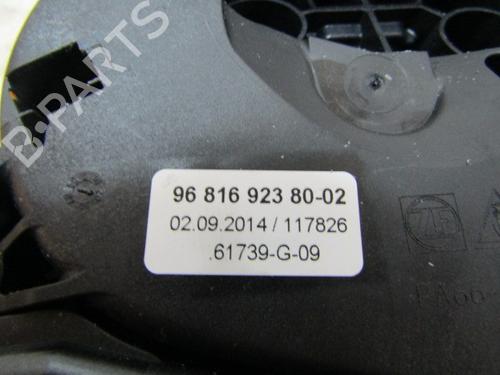 B-PARTS
96 816 923 80-02
02.09.2014 / 117826
.61739-G-09
ZF